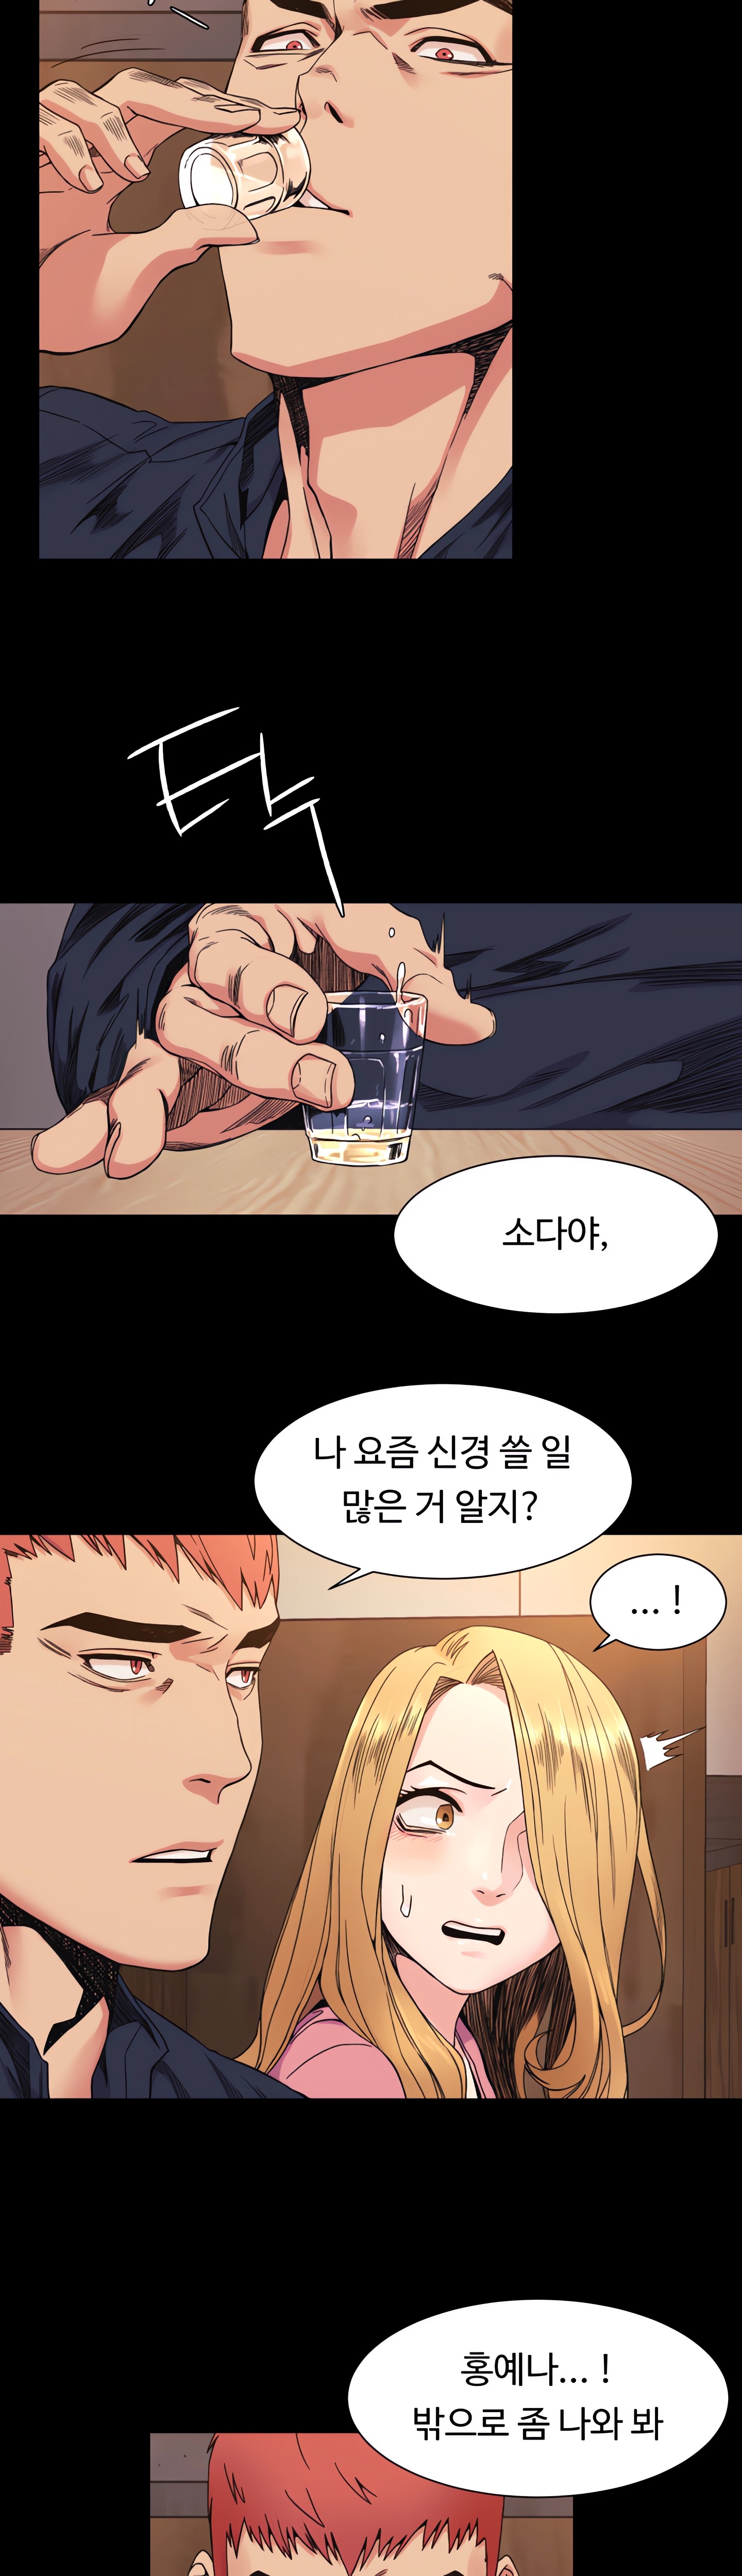 탁
소다야,
나 요즘 신경 쓸 일
많은 거 알지?
... !
홍예나... !
밖으로 좀 나와 봐